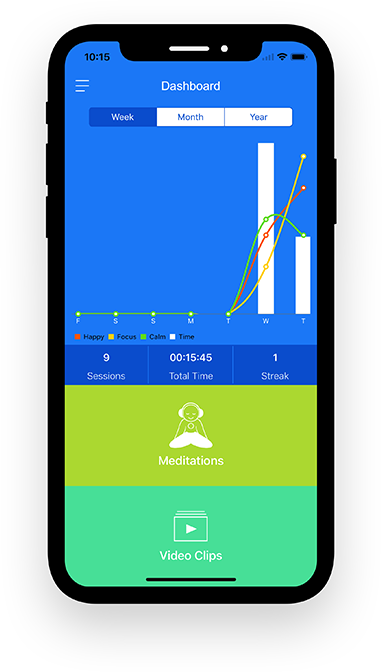 10:15
Dashboard
Week Month Year
F S S M T W T
Happy Focus Calm Time
9 00:15:45 1
Sessions Total Time Streak
Meditations
Video Clips